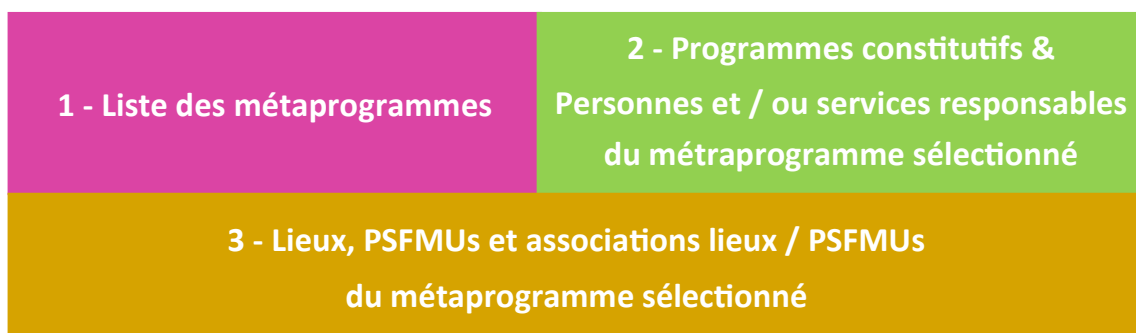 1 - Liste des métaprogrammes
2 - Programmes constitutifs &
Personnes et / ou services responsables
du métraprogramme sélectionné
3 - Lieux, PSFMUs et associations lieux / PSFMUs
du métaprogramme sélectionné